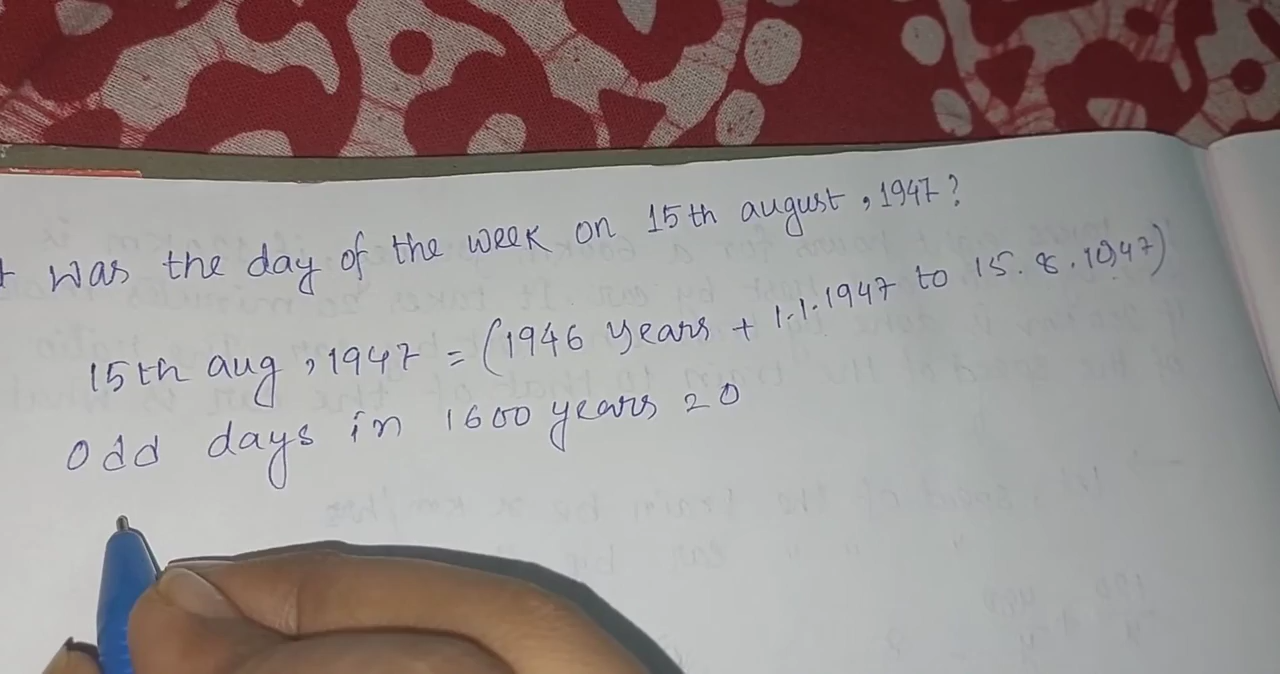 was the day of the week on 15th august, 1947?
15th aug, 1947 = (1946 years + 1.1.1947 to 15.8.1947)
odd days in 1600 years = 0